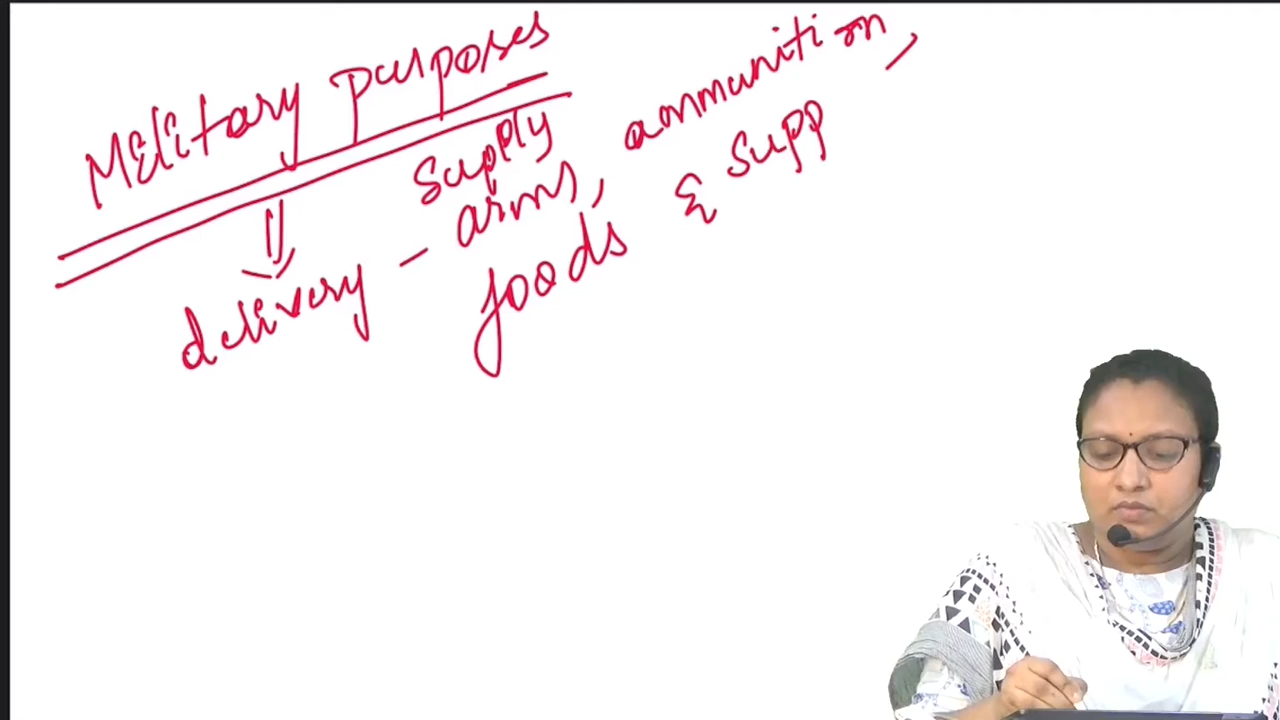 Military purposes
delivery - supply arms, ammunition,
foods & supp